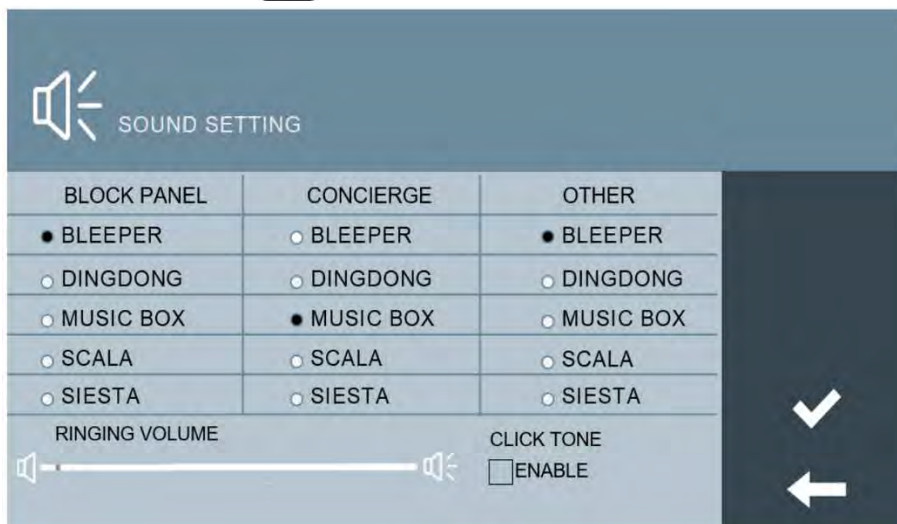 SOUND SETTING
BLOCK PANEL CONCIERGE OTHER
BLEEPER BLEEPER BLEEPER
DINGDONG DINGDONG DINGDONG
MUSIC BOX MUSIC BOX MUSIC BOX
SCALA SCALA SCALA
SIESTA SIESTA SIESTA
RINGING VOLUME CLICK TONE
ENABLE